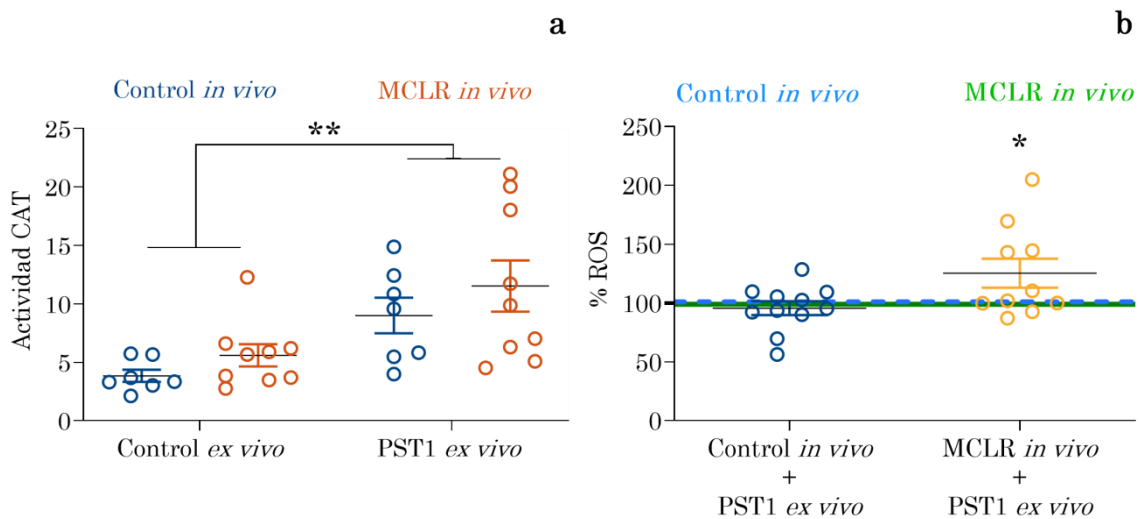 a
Control in vivo
MCLR in vivo
**
Actividad CAT
25
20
15
10
5
0
Control ex vivo
PST1 ex vivo
b
Control in vivo
MCLR in vivo
*
% ROS
250
200
150
100
50
0
Control in vivo
+
PST1 ex vivo
MCLR in vivo
+
PST1 ex vivo